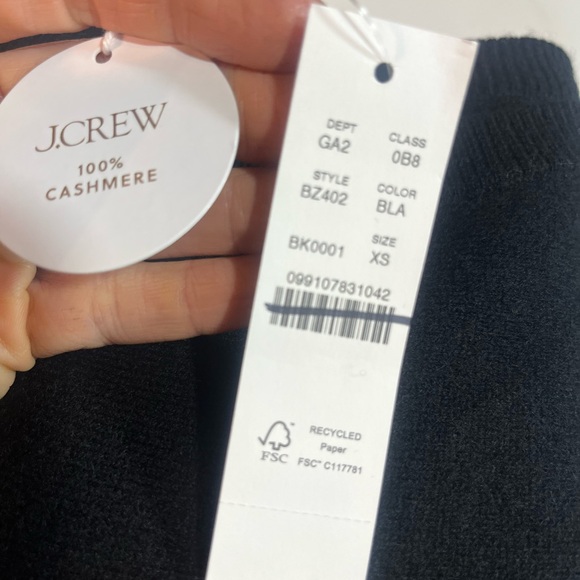 J.CREW
100%
CASHMERE
DEPT CLASS
GA2 0B8
STYLE COLOR
BZ402 BLA
SIZE
BK0001 XS
099107831042
FSC
RECYCLED
Paper
FSC™ C117781